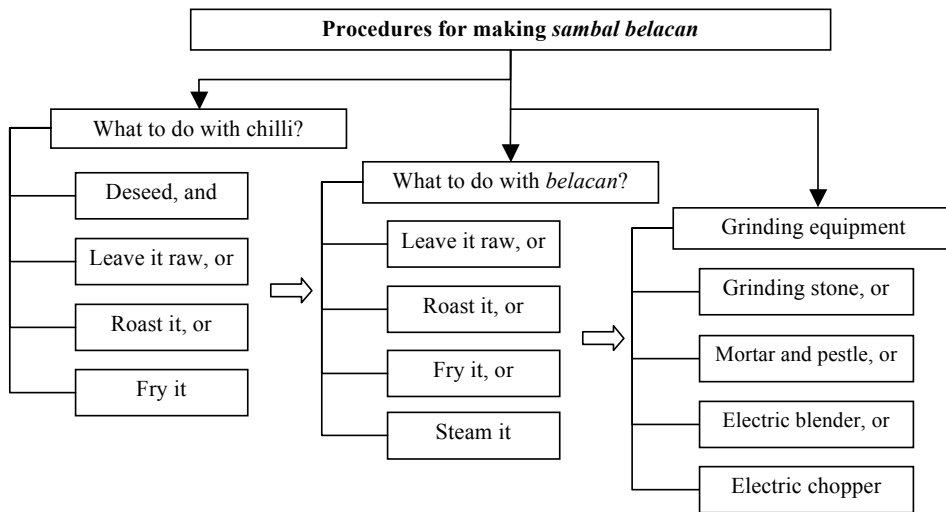 Procedures for making sambal belacan
What to do with chilli?
Deseed, and
Leave it raw, or
Roast it, or
Fry it
What to do with belacan?
Leave it raw, or
Roast it, or
Fry it, or
Steam it
Grinding equipment
Grinding stone, or
Mortar and pestle, or
Electric blender, or
Electric chopper